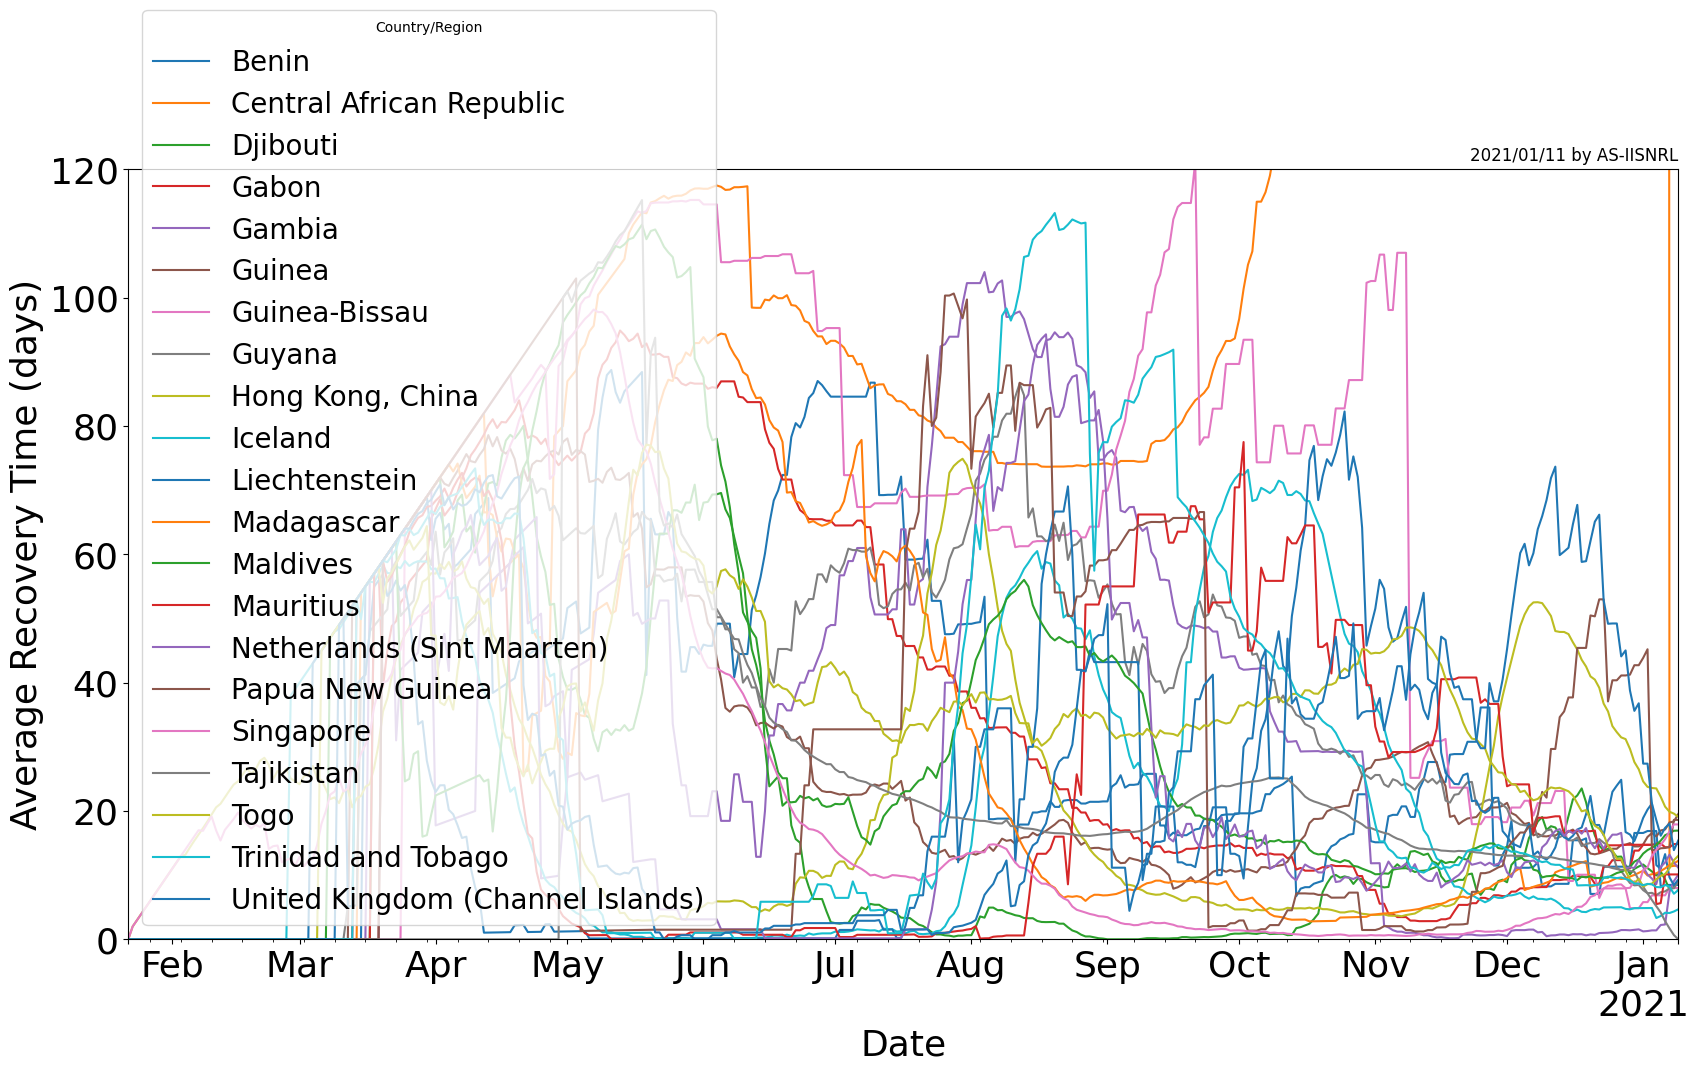 Country/Region
Benin
Central African Republic
Djibouti
Gabon
Gambia
Guinea
Guinea-Bissau
Guyana
Hong Kong, China
Iceland
Liechtenstein
Madagascar
Maldives
Mauritius
Netherlands (Sint Maarten)
Papua New Guinea
Singapore
Tajikistan
Togo
Trinidad and Tobago
United Kingdom (Channel Islands)
2021/01/11 by AS-IISNRL
Average Recovery Time (days)
120
100
80
60
40
20
0
Feb Mar Apr May Jun Jul Aug Sep Oct Nov Dec Jan
2021
Date